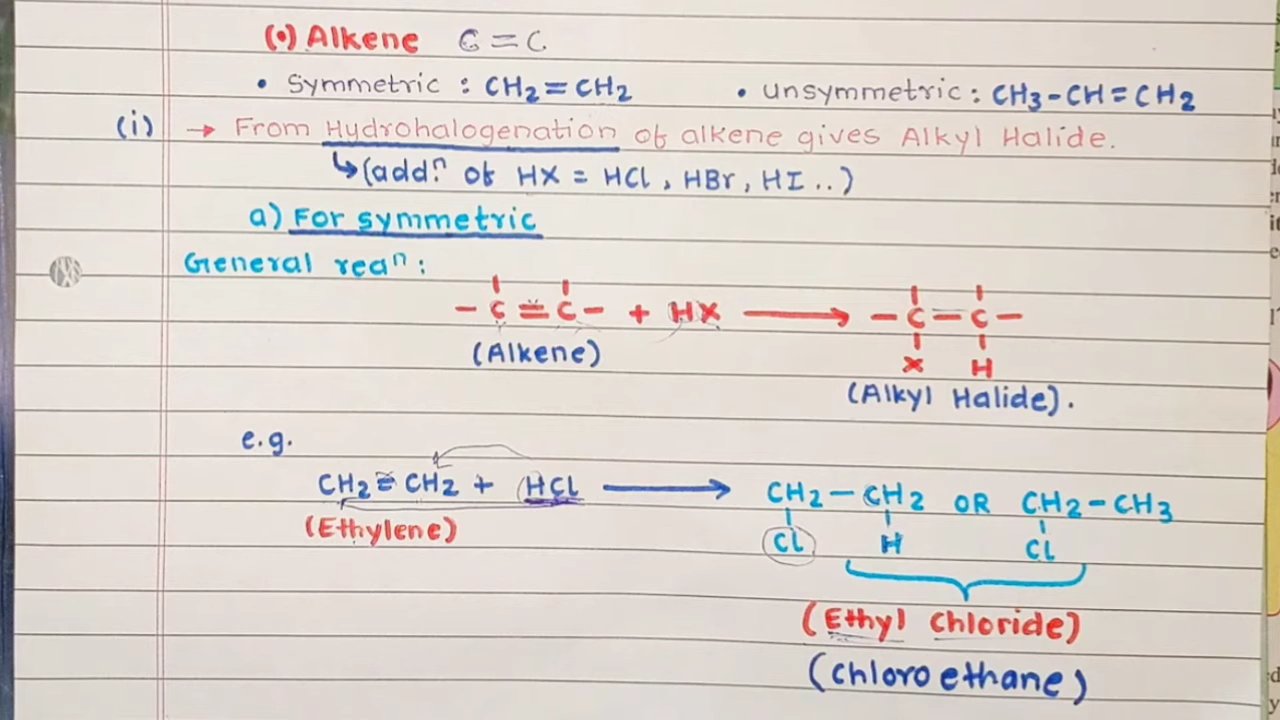 (•) Alkene C=C
• Symmetric : CH2=CH2 • Unsymmetric : CH3-CH=CH2
(i) → From Hydrohalogenation of alkene gives Alkyl Halide.
↳(addⁿ of HX = HCl, HBr, HI..)
a) For symmetric
General reaⁿ :
-C=C- + HX → -C-C-
X H
(Alkene)
(Alkyl Halide).
e.g.
CH2=CH2 + HCl → CH2-CH2 OR CH2-CH3
Cl H Cl
(Ethylene)
(Ethyl Chloride)
(chloroethane)